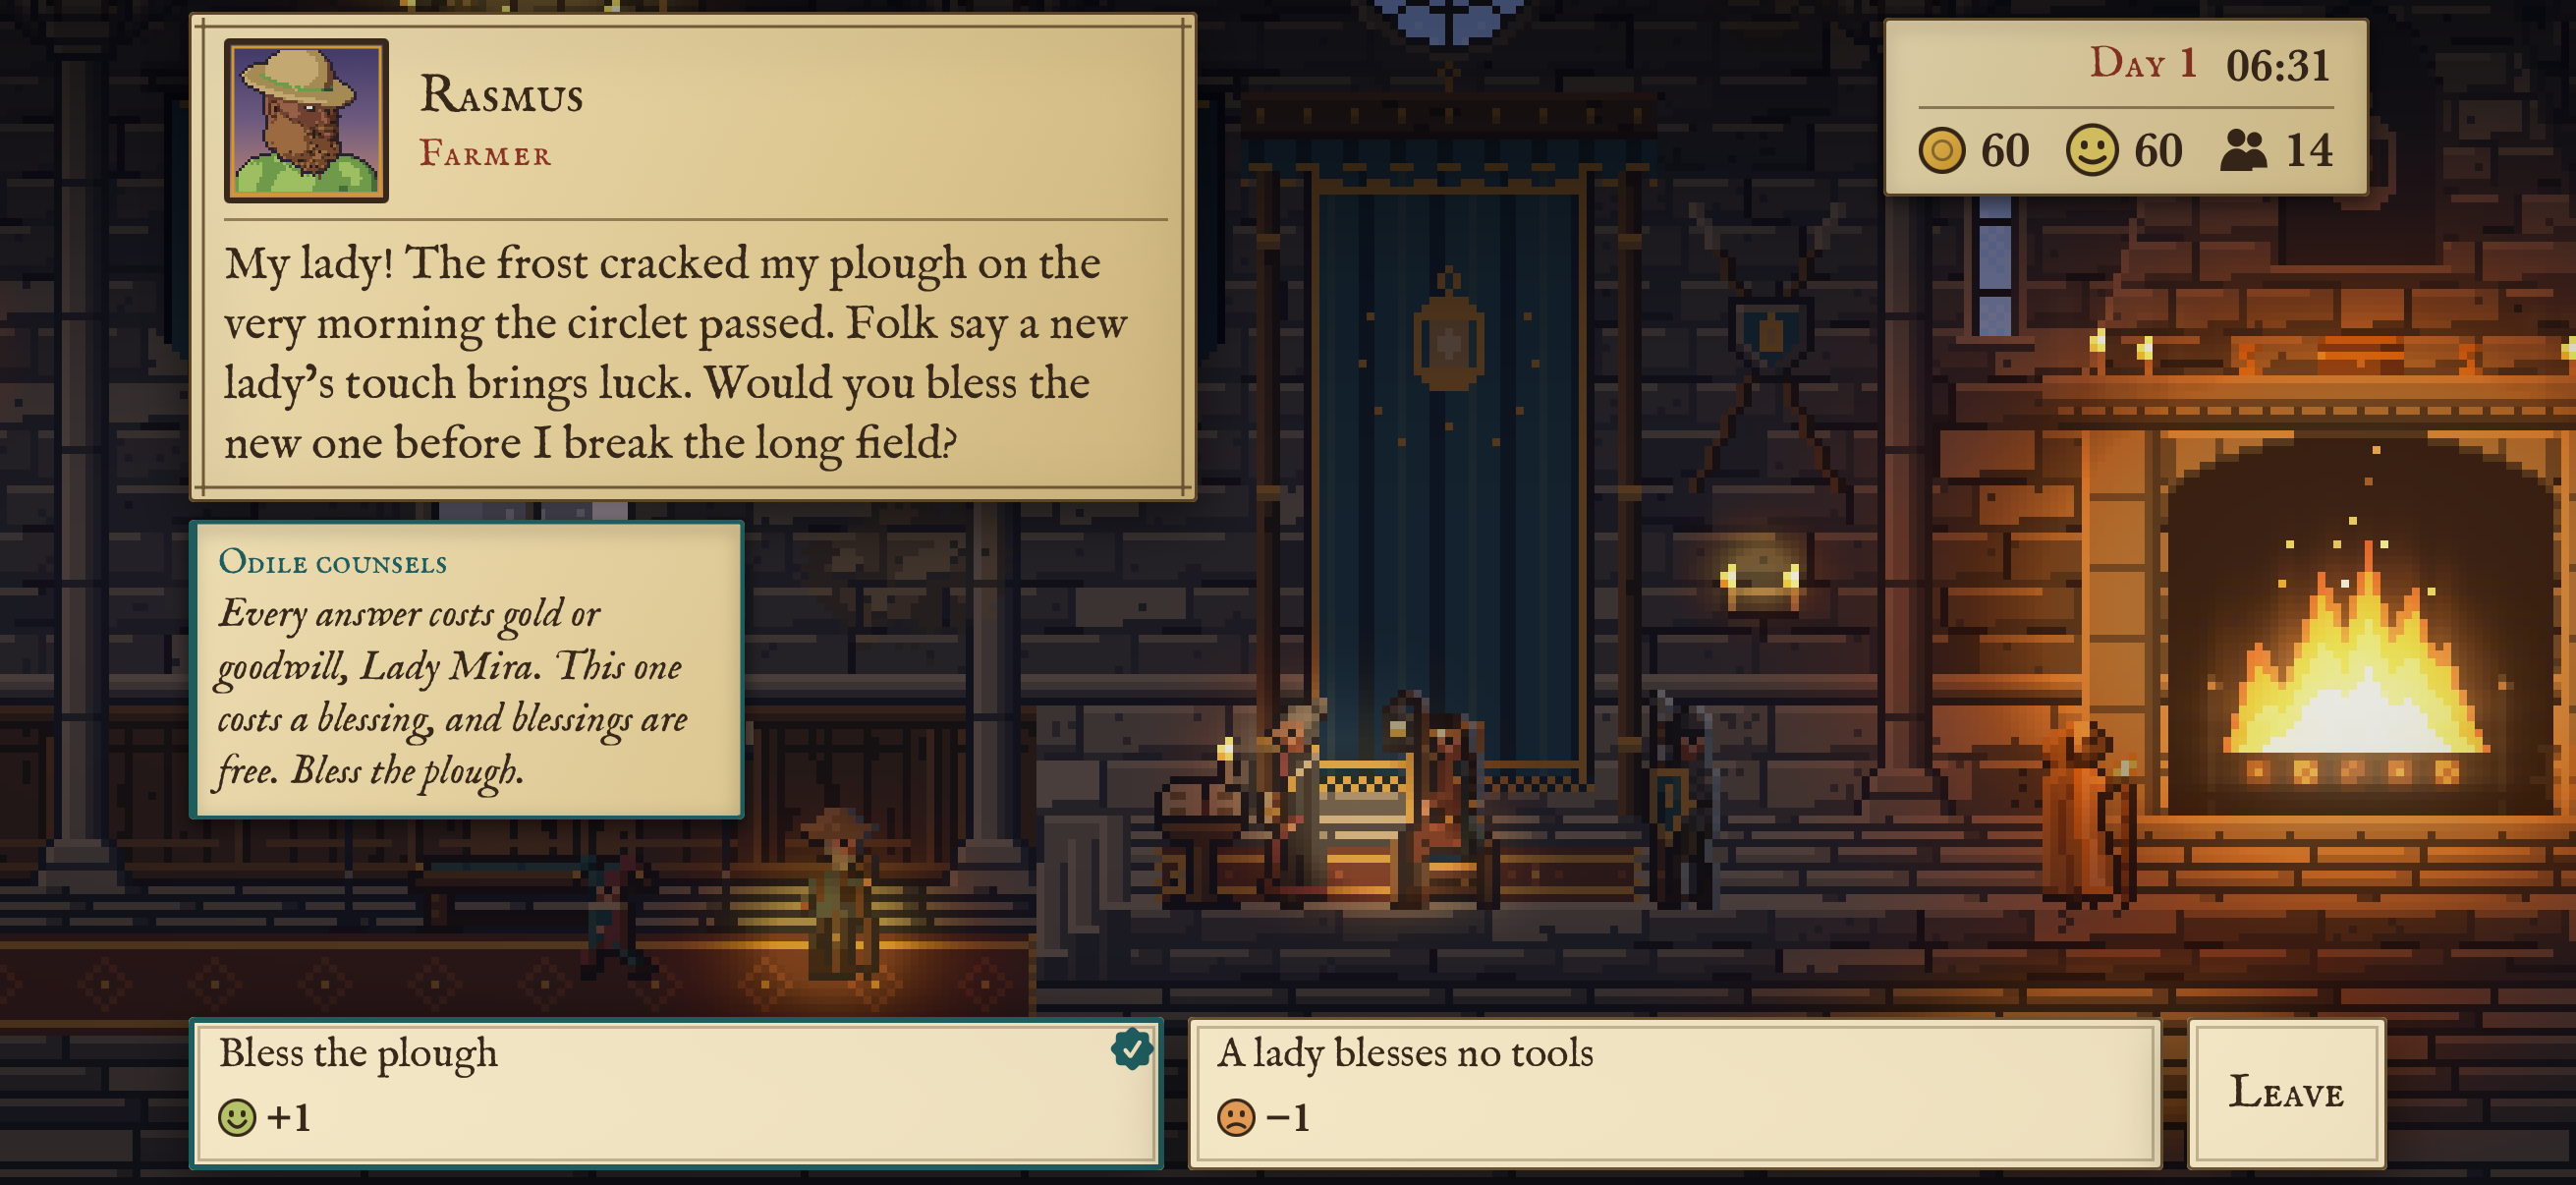 Rasmus
Farmer
My lady! The frost cracked my plough on the
very morning the circlet passed. Folk say a new
lady’s touch brings luck. Would you bless the
new one before I break the long field?
Day 1 06:31
60 60 14
Odile counsels
Every answer costs gold or
goodwill, Lady Mira. This one
costs a blessing, and blessings are
free. Bless the plough.
Bless the plough
+1
A lady blesses no tools
−1
Leave